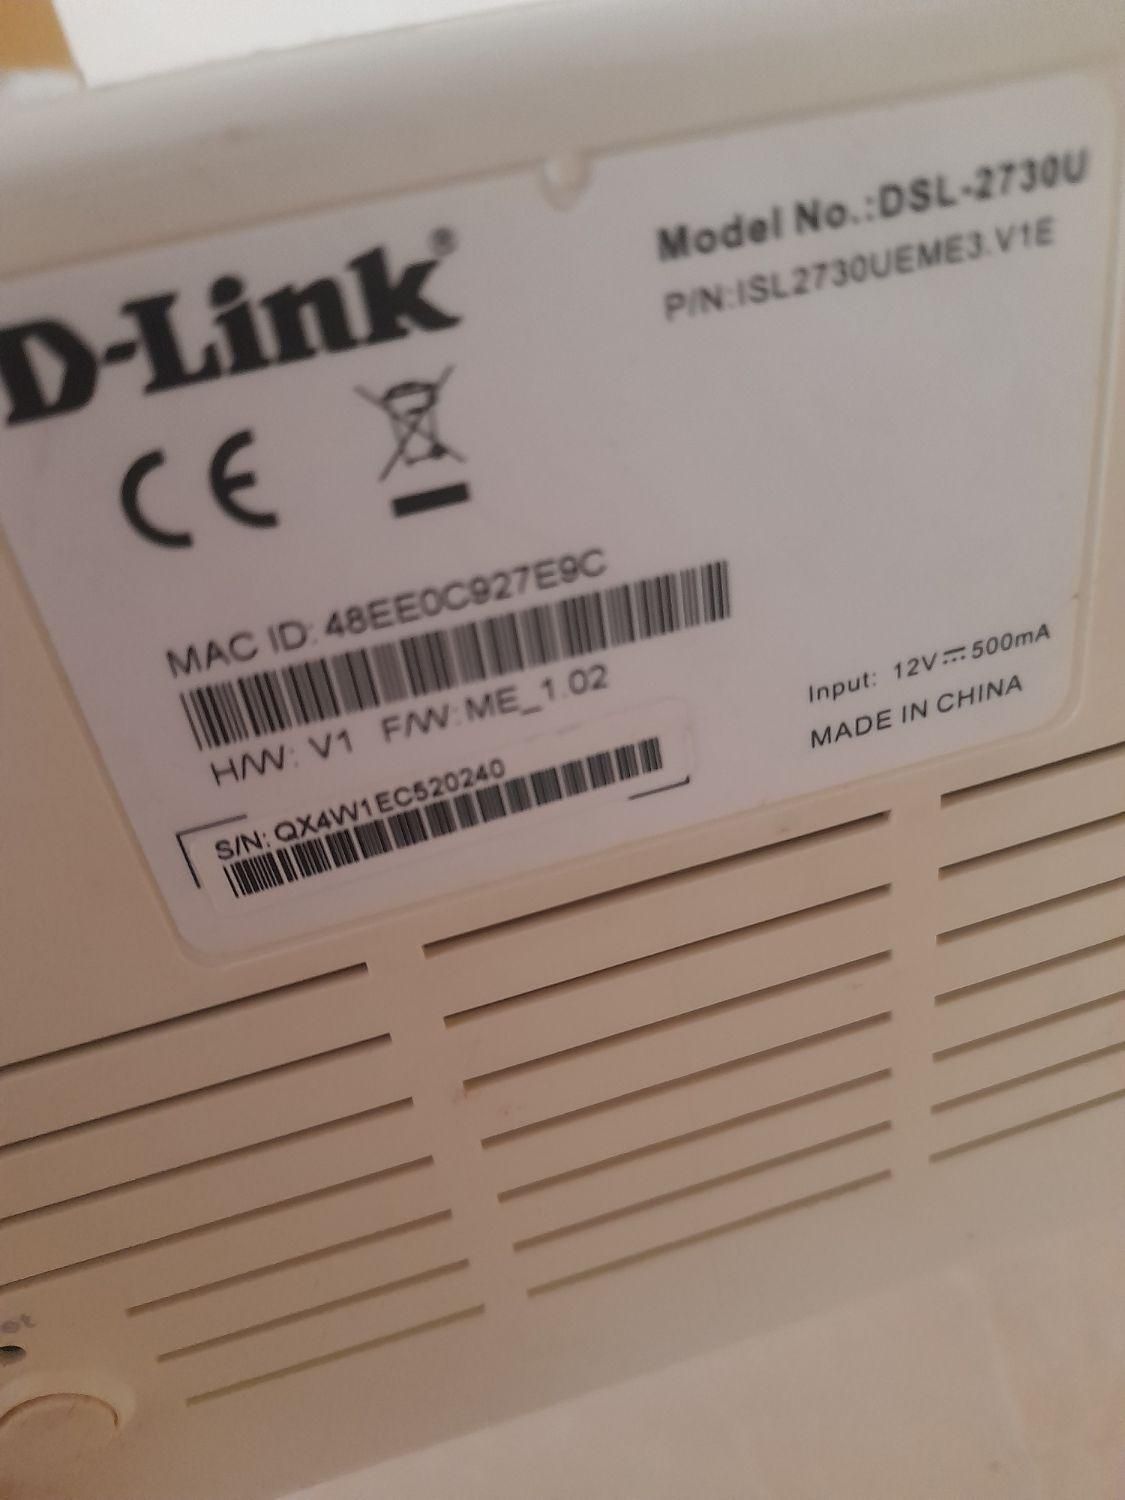 D-Link®
Model No.:DSL-2730U
P/N:ISL2730UEME3.V1E
CE
MAC ID: 48EE0C927E9C
H/W: V1 F/W:ME_1.02
S/N: QX4W1EC520240
Input: 12V⎓500mA
MADE IN CHINA